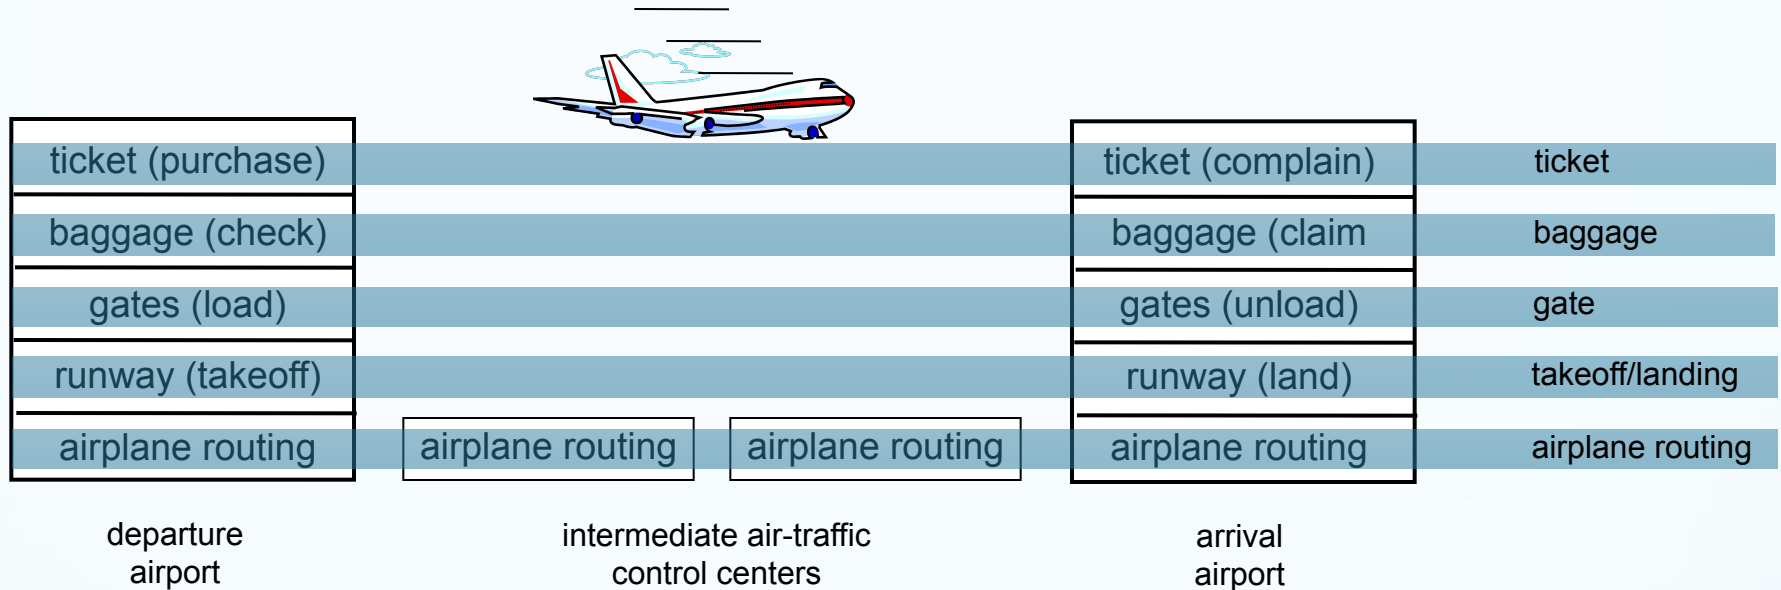 ticket (purchase)
ticket (complain)
ticket
baggage (check)
baggage (claim
baggage
gates (load)
gates (unload)
gate
runway (takeoff)
runway (land)
takeoff/landing
airplane routing
airplane routing
airplane routing
airplane routing
airplane routing
departure
airport
intermediate air-traffic
control centers
arrival
airport